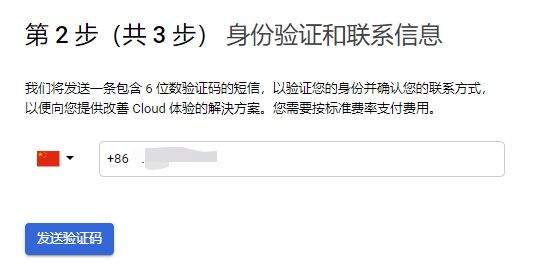 第 2 步（共 3 步） 身份验证和联系信息
我们将发送一条包含 6 位数验证码的短信，以验证您的身份并确认您的联系方式，
以便向您提供改善 Cloud 体验的解决方案。您需要按标准费率支付费用。
+86
发送验证码